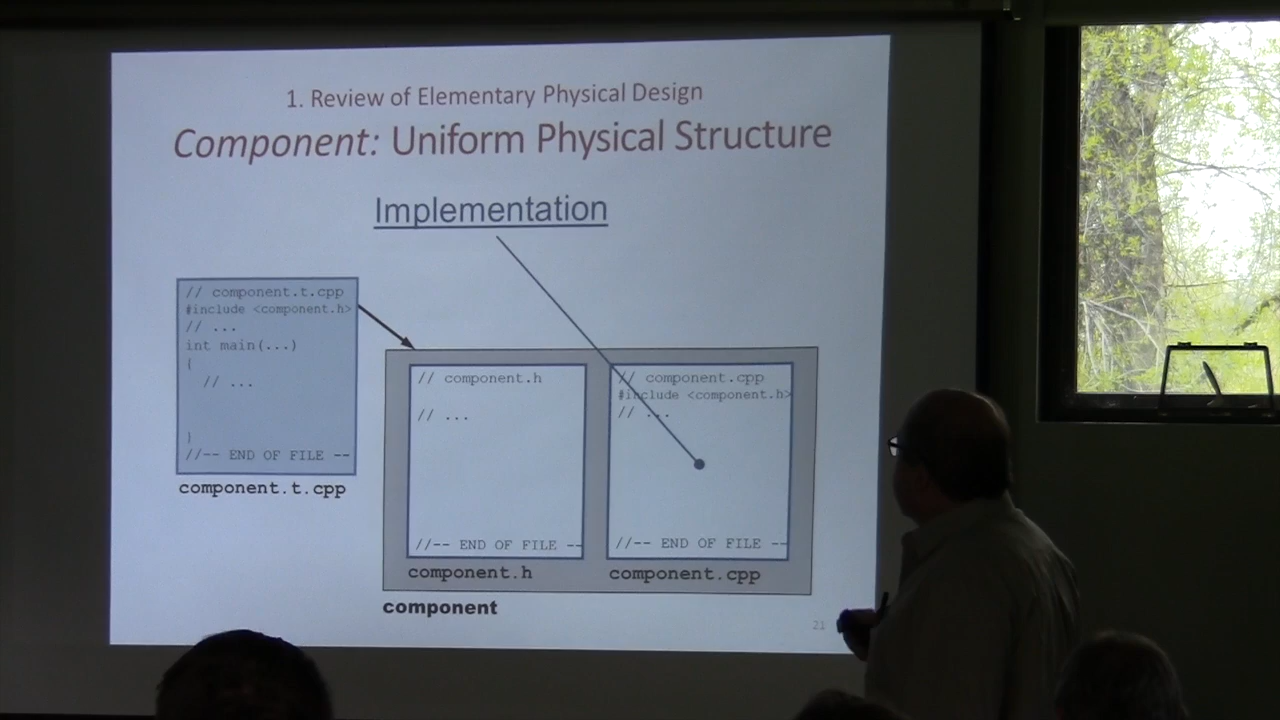 1. Review of Elementary Physical Design
Component: Uniform Physical Structure
Implementation
// component.t.cpp
#include <component.h>
// ...
int main(...)
{
// ...
}
//-- END OF FILE --
component.t.cpp
// component.h
// ...
//-- END OF FILE --
component.h
// component.cpp
#include <component.h>
// ...
//-- END OF FILE --
component.cpp
component
21